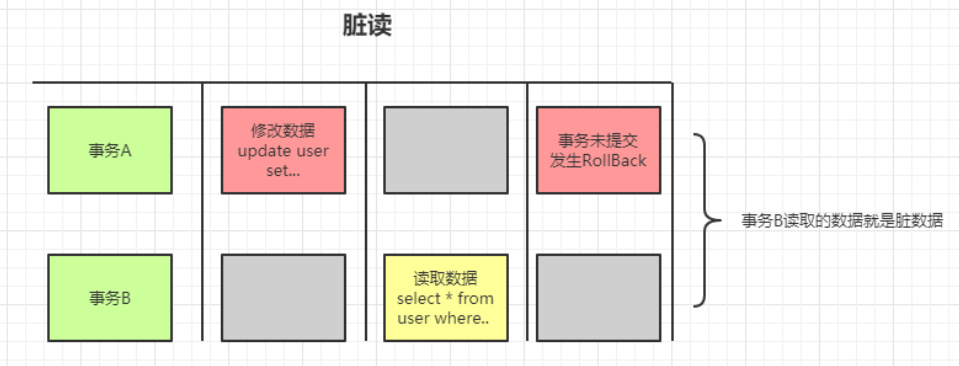 脏读
事务A
修改数据
update user
set...
事务未提交
发生RollBack
事务B读取的数据就是脏数据
事务B
读取数据
select * from
user where..